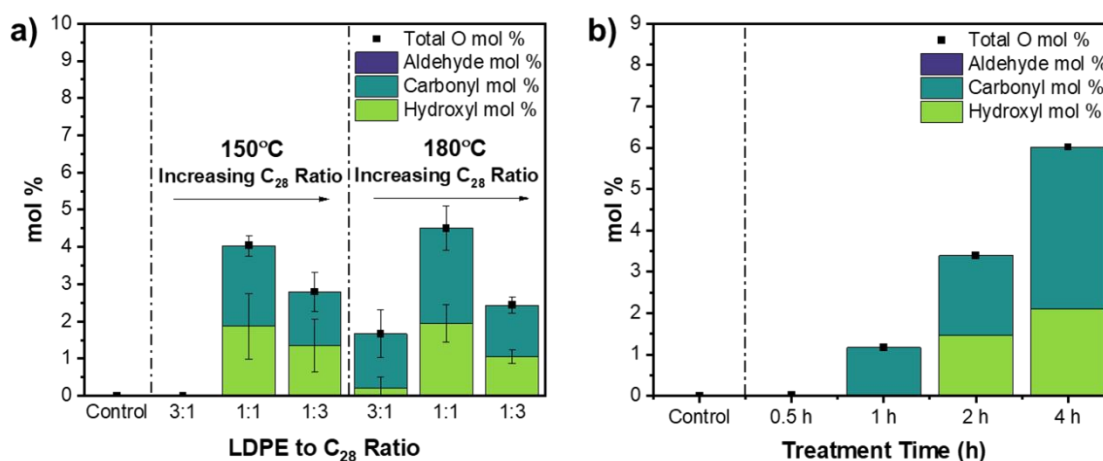 a)
10
9
8
7
6
5
4
3
2
1
0
mol %
Total O mol %
Aldehyde mol %
Carbonyl mol %
Hydroxyl mol %
150°C
Increasing C₂₈ Ratio
180°C
Increasing C₂₈ Ratio
Control 3:1 1:1 1:3 3:1 1:1 1:3
LDPE to C₂₈ Ratio
b)
9
8
7
6
5
4
3
2
1
0
mol %
Total O mol %
Aldehyde mol %
Carbonyl mol %
Hydroxyl mol %
Control 0.5 h 1 h 2 h 4 h
Treatment Time (h)